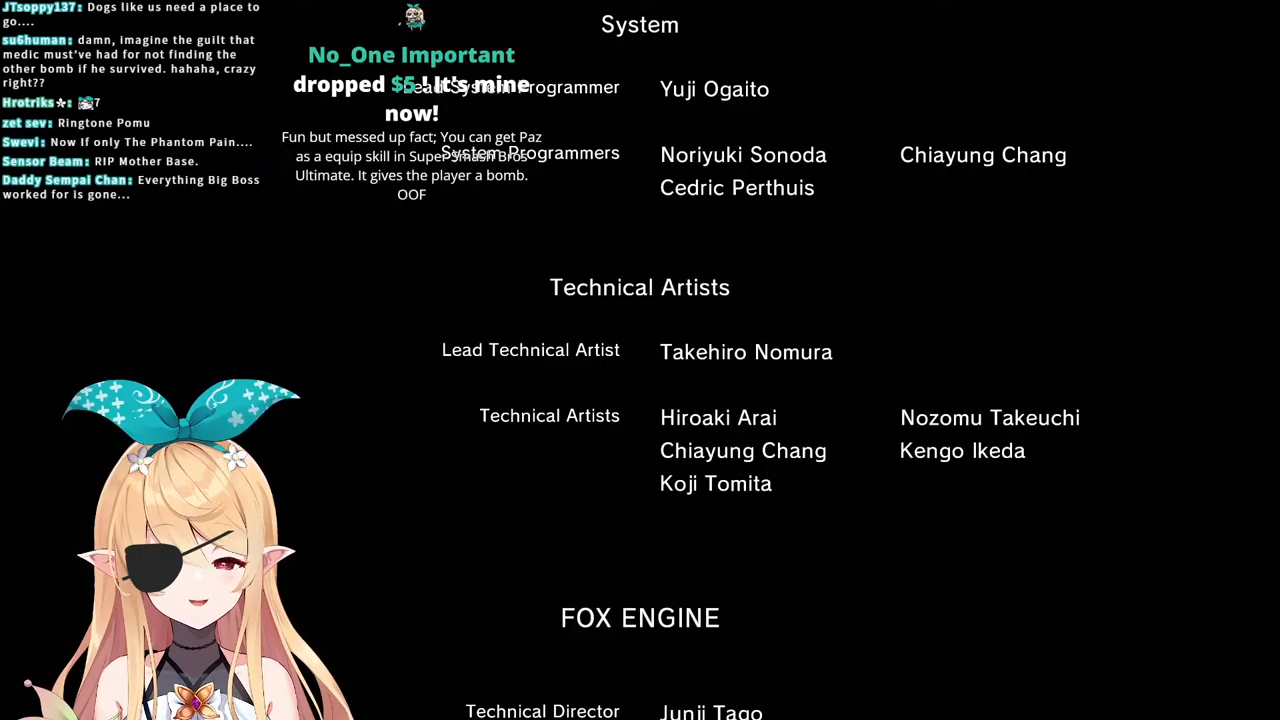 JTsoppy137: Dogs like us need a place to
go....
su6human: damn, imagine the guilt that
medic must've had for not finding the
other bomb if he survived. hahaha, crazy
right??
Hrotriks: 7
zet sev: Ringtone Pomu
Swevi: Now If only The Phantom Pain....
Sensor Beam: RIP Mother Base.
Daddy Sempai Chan: Everything Big Boss
worked for is gone...
No_One Important
dropped $5 ! It's mine
now!
Fun but messed up fact; You can get Paz
as a equip skill in Super Smash Bros
Ultimate. It gives the player a bomb.
OOF
System
Lead System Programmer Yuji Ogaito
System Programmers Noriyuki Sonoda Chiayung Chang
Cedric Perthuis
Technical Artists
Lead Technical Artist Takehiro Nomura
Technical Artists Hiroaki Arai Nozomu Takeuchi
Chiayung Chang Kengo Ikeda
Koji Tomita
FOX ENGINE
Technical Director Junji Tago